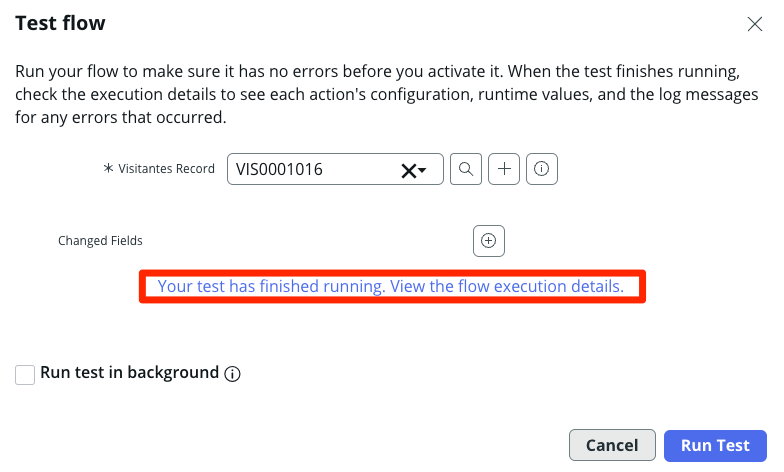 Test flow
Run your flow to make sure it has no errors before you activate it. When the test finishes running,
check the execution details to see each action's configuration, runtime values, and the log messages
for any errors that occurred.
* Visitantes Record VIS0001016
Changed Fields
Your test has finished running. View the flow execution details.
Run test in background
Cancel Run Test